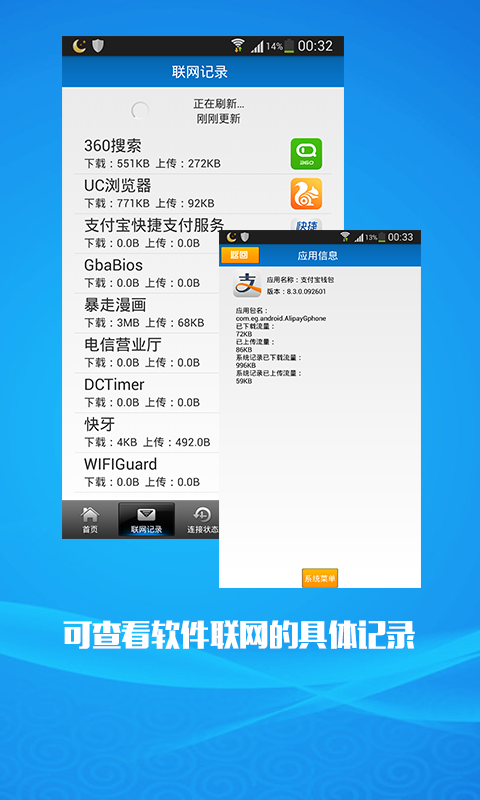 14% 00:32
联网记录
正在刷新...
刚刚更新
360搜索
下载：551KB 上传：272KB
360
UC浏览器
下载：771KB 上传：92KB
支付宝快捷支付服务
下载：0.0B 上传：0.0B
快捷
GbaBios
下载：0.0B 上传：0.0B
暴走漫画
下载：3MB 上传：68KB
电信营业厅
下载：0.0B 上传：0.0B
DCTimer
下载：0.0B 上传：0.0B
快牙
下载：4KB 上传：492.0B
WIFIGuard
下载：0.0B 上传：0.0B
首页 联网记录 连接状态
13% 00:33
应用信息
支
应用名称：支付宝钱包
版本：8.3.0.092601
应用包名：
com.eg.android.AlipayGphone
已下载流量：
72KB
已上传流量：
86KB
系统记录已下载流量：
996KB
系统记录已上传流量：
59KB
系统菜单
可查看软件联网的具体记录